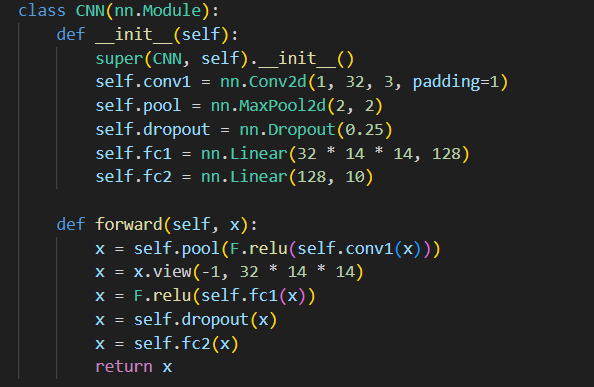 class CNN(nn.Module):
    def __init__(self):
        super(CNN, self).__init__()
        self.conv1 = nn.Conv2d(1, 32, 3, padding=1)
        self.pool = nn.MaxPool2d(2, 2)
        self.dropout = nn.Dropout(0.25)
        self.fc1 = nn.Linear(32 * 14 * 14, 128)
        self.fc2 = nn.Linear(128, 10)

    def forward(self, x):
        x = self.pool(F.relu(self.conv1(x)))
        x = x.view(-1, 32 * 14 * 14)
        x = F.relu(self.fc1(x))
        x = self.dropout(x)
        x = self.fc2(x)
        return x